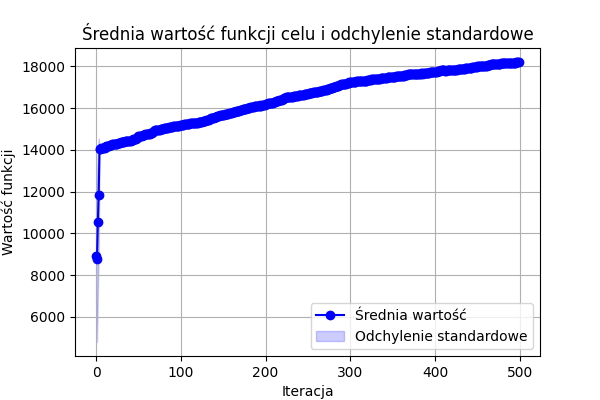 Średnia wartość funkcji celu i odchylenie standardowe
Wartość funkcji
18000
16000
14000
12000
10000
8000
6000
0 100 200 300 400 500
Iteracja
Średnia wartość
Odchylenie standardowe